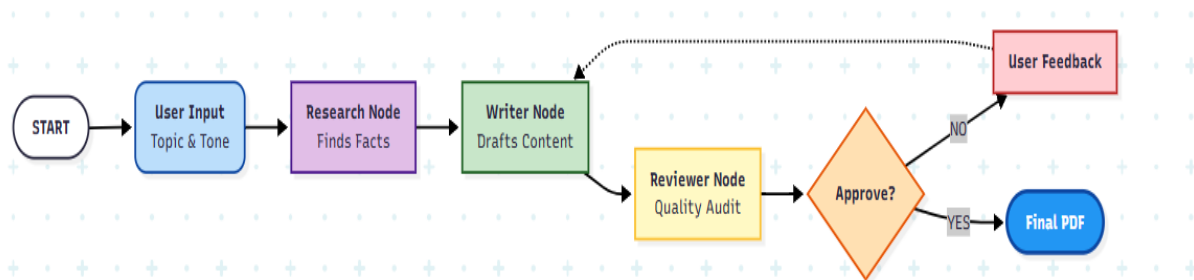 START
User Input
Topic & Tone
Research Node
Finds Facts
Writer Node
Drafts Content
Reviewer Node
Quality Audit
Approve?
NO
User Feedback
YES
Final PDF